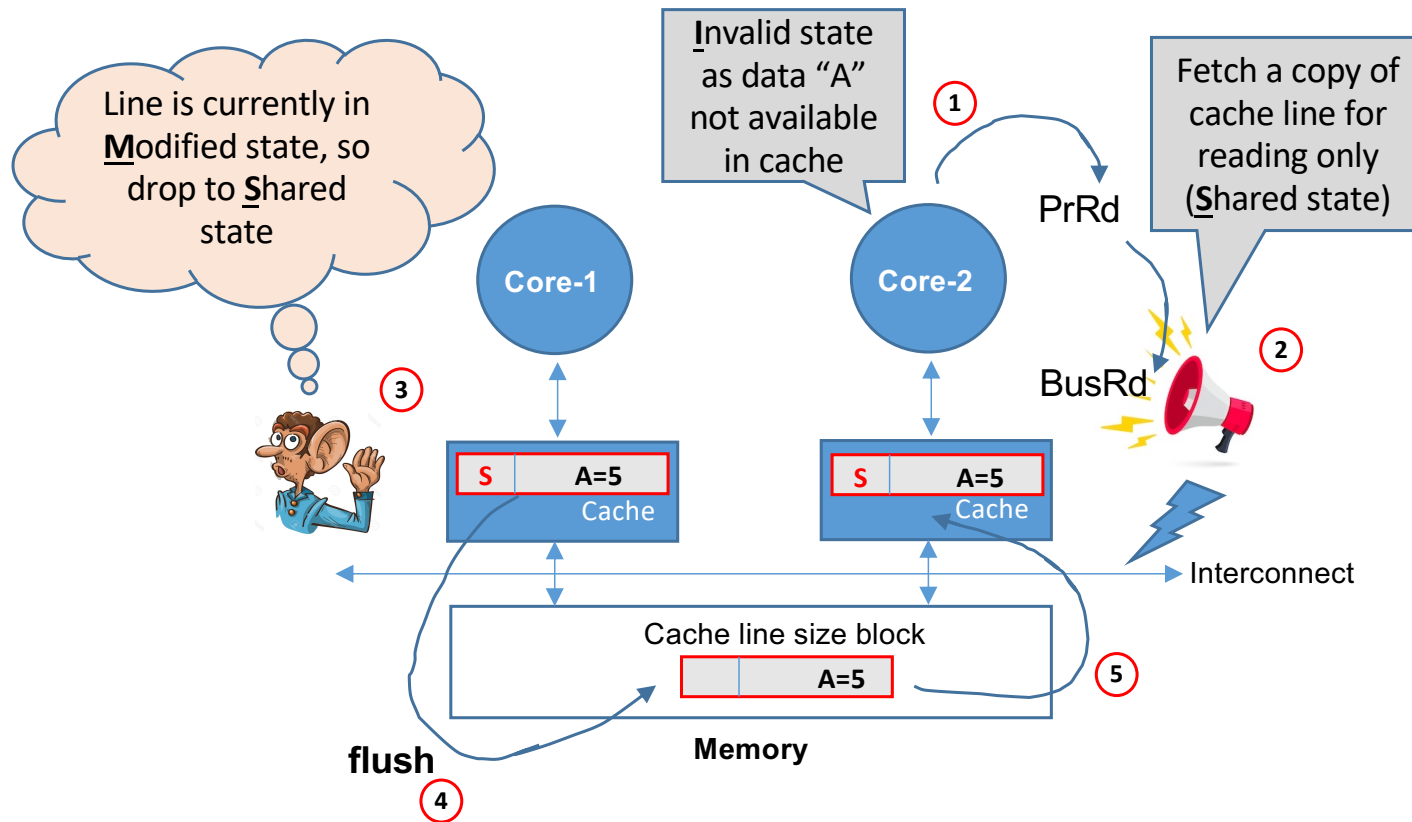 Line is currently in
Modified state, so
drop to Shared
state
Invalid state
as data “A”
not available
in cache
1
Fetch a copy of
cache line for
reading only
(Shared state)
PrRd
Core-1
Core-2
2
BusRd
3
S A=5
Cache
S A=5
Cache
Interconnect
Cache line size block
A=5
5
Memory
flush
4